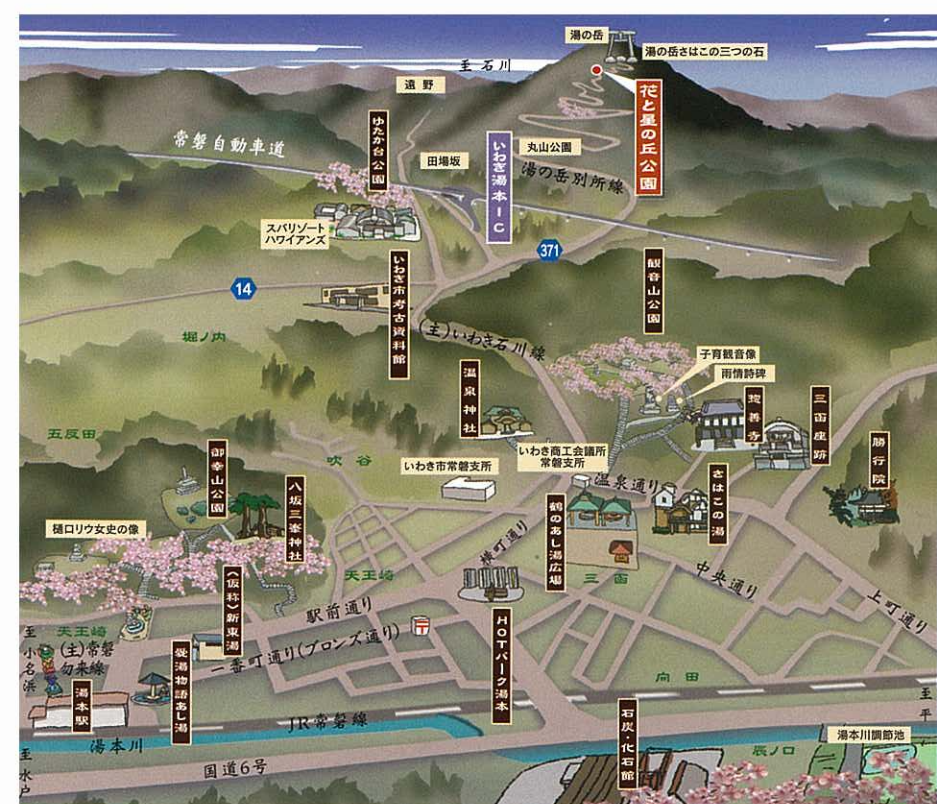 湯の岳
湯の岳さはこの三つの石
至 石川
遠野
花と星の丘公園
ゆたか台公園
常磐自動車道
田場坂
いわき湯本IC
丸山公園
湯の岳別所線
スパリゾート
ハワイアンズ
371
14
いわき市考古資料館
観音山公園
堀ノ内
(主)いわき石川線
子育観音像
雨情詩碑
温泉神社
惣善寺
三函座跡
勝行院
五反田
御幸山公園
吹谷
いわき市常磐支所
いわき商工会議所
常磐支所
温泉通り
さはこの湯
八坂三峯神社
樋口リウ女史の像
鶴のあし湯広場
横町通り
三函
中央通り
天王崎
(仮称)新東湯
駅前通り
上町通り
HOTパーク湯本
一番町通り(ブロンズ通り)
〒
至小名浜
天王崎
(主)常磐
勿来線
愛湯物語あし湯
湯本駅
向田
至平
JR常磐線
湯本川
石炭・化石館
湯本川調節池
辰ノ口
至水戸
国道6号